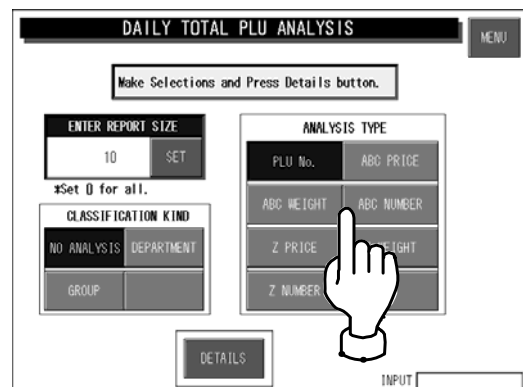 DAILY TOTAL PLU ANALYSIS
MENU
Make Selections and Press Details button.
ENTER REPORT SIZE
10 SET
*Set 0 for all.
CLASSIFICATION KIND
NO ANALYSIS DEPARTMENT
GROUP
ANALYSIS TYPE
PLU No. ABC PRICE
ABC WEIGHT ABC NUMBER
Z PRICE EIGHT
Z NUMBER
DETAILS
INPUT